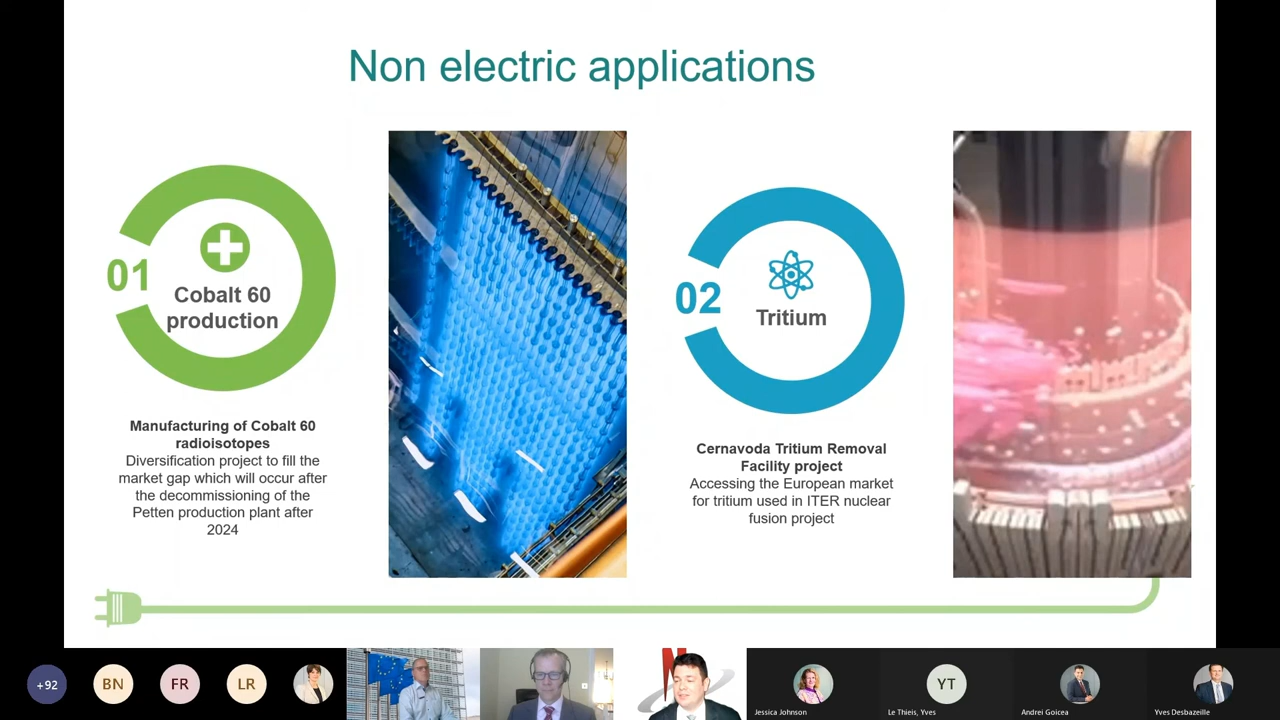 Non electric applications
01
Cobalt 60
production
Manufacturing of Cobalt 60
radioisotopes
Diversification project to fill the
market gap which will occur after
the decommissioning of the
Petten production plant after
2024
02
Tritium
Cernavoda Tritium Removal
Facility project
Accessing the European market
for tritium used in ITER nuclear
fusion project
+92
BN
FR
LR
N
Jessica Johnson
YT
Le Thieis, Yves
Andrei Goicea
Yves Desbazeille